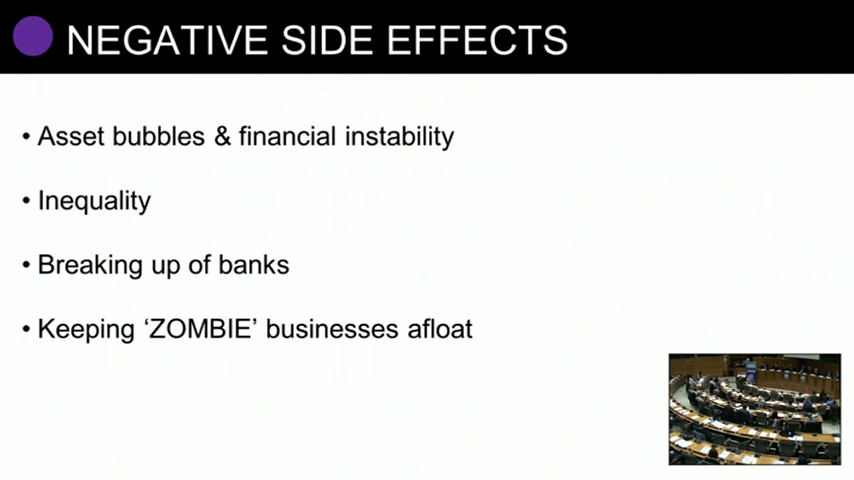 NEGATIVE SIDE EFFECTS
• Asset bubbles & financial instability
• Inequality
• Breaking up of banks
• Keeping ‘ZOMBIE’ businesses afloat